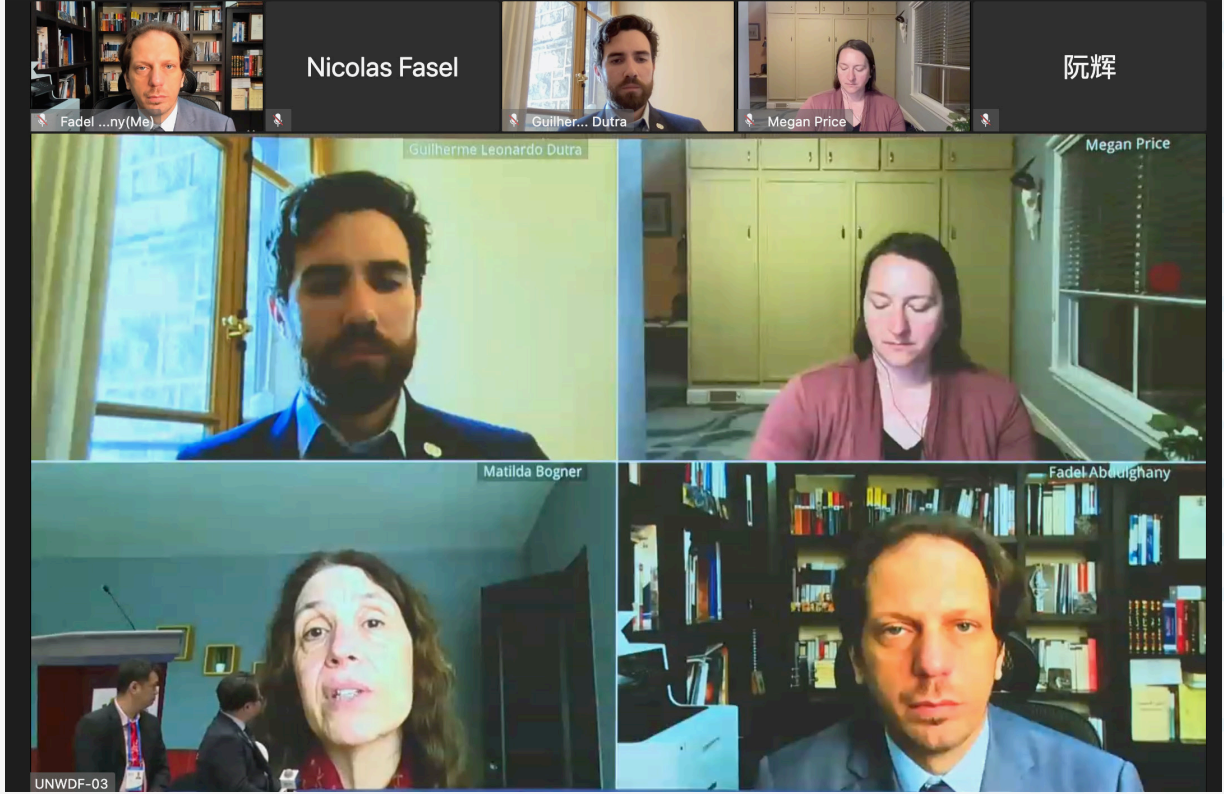 Fadel ...ny(Me)
Nicolas Fasel
Guilher... Dutra
Megan Price
阮辉
Guilherme Leonardo Dutra
Megan Price
Matilda Bogner
Fadel Abdulghany
UNWDF-03